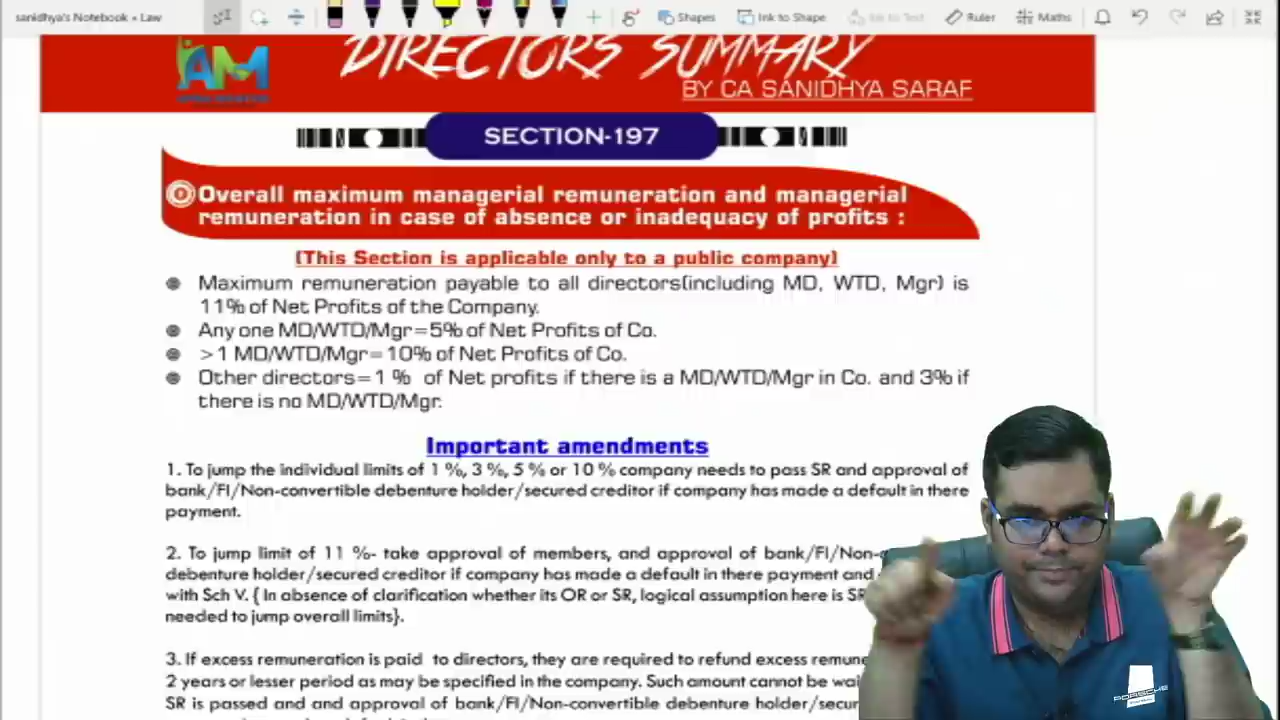 sanidhya's Notebook • Law
Shapes
Ink to Shape
Ink to Text
Ruler
Maths
AM
DIRECTORS SUMMARY
BY CA SANIDHYA SARAF
SECTION-197
Overall maximum managerial remuneration and managerial
remuneration in case of absence or inadequacy of profits :
(This Section is applicable only to a public company)
Maximum remuneration payable to all directors(including MD, WTD, Mgr) is
11% of Net Profits of the Company.
Any one MD/WTD/Mgr=5% of Net Profits of Co.
>1 MD/WTD/Mgr=10% of Net Profits of Co.
Other directors=1 % of Net profits if there is a MD/WTD/Mgr in Co. and 3% if
there is no MD/WTD/Mgr.
Important amendments
1. To jump the individual limits of 1 %, 3 %, 5 % or 10 % company needs to pass SR and approval of
bank/FI/Non-convertible debenture holder/secured creditor if company has made a default in there
payment.
2. To jump limit of 11 %- take approval of members, and approval of bank/FI/Non-
debenture holder/secured creditor if company has made a default in there payment and
with Sch V. { In absence of clarification whether its OR or SR, logical assumption here is SR
needed to jump overall limits}.
3. If excess remuneration is paid to directors, they are required to refund excess
2 years or lesser period as may be specified in the company. Such amount cannot be
SR is passed and and approval of bank/FI/Non-convertible debenture
PORSCHE